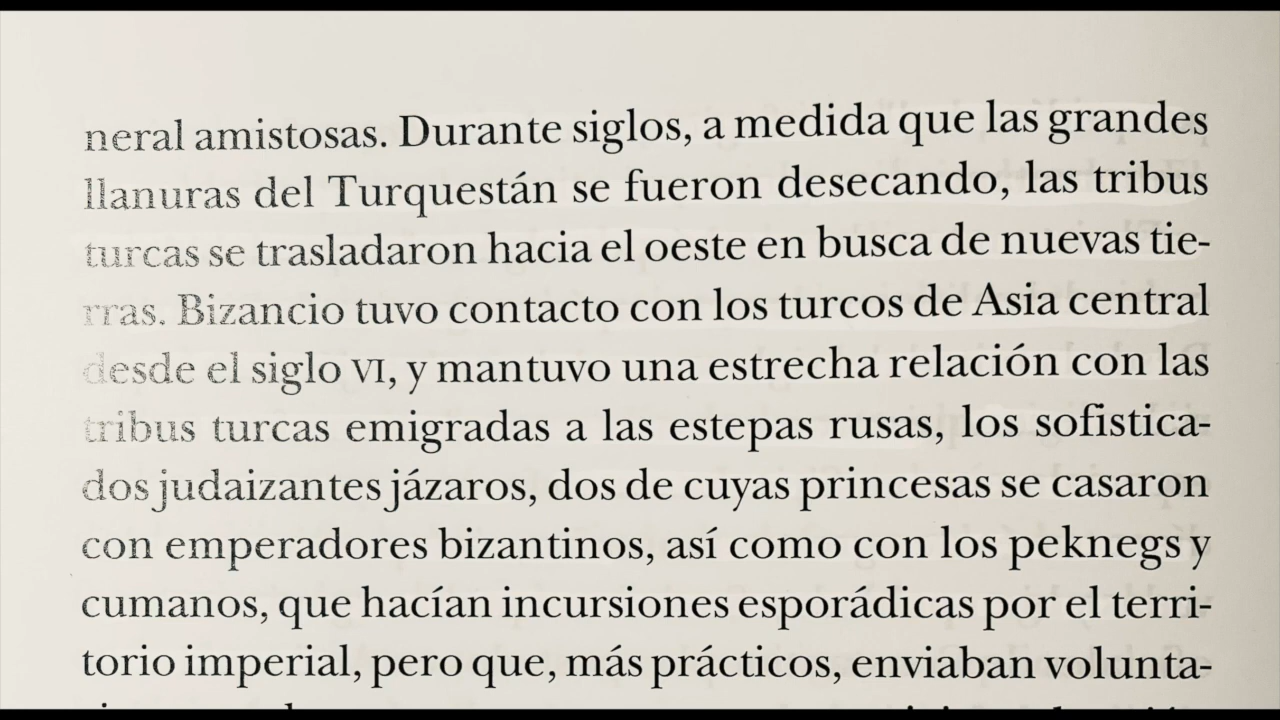 neral amistosas. Durante siglos, a medida que las grandes
llanuras del Turquestán se fueron desecando, las tribus
turcas se trasladaron hacia el oeste en busca de nuevas tie-
rras. Bizancio tuvo contacto con los turcos de Asia central
desde el siglo VI, y mantuvo una estrecha relación con las
tribus turcas emigradas a las estepas rusas, los sofistica-
dos judaizantes jázaros, dos de cuyas princesas se casaron
con emperadores bizantinos, así como con los peknegs y
cumanos, que hacían incursiones esporádicas por el terri-
torio imperial, pero que, más prácticos, enviaban volunta-